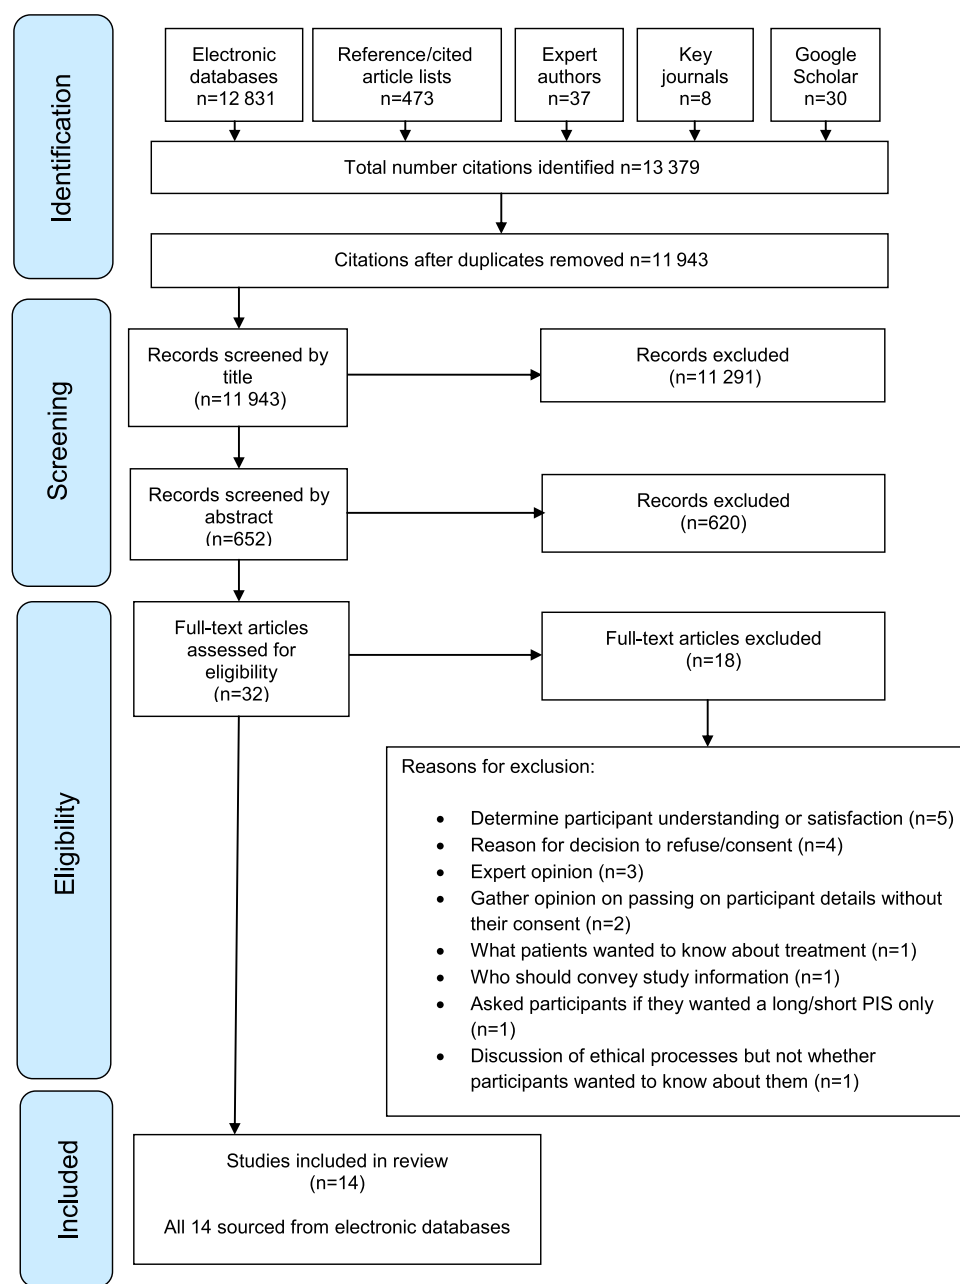 Identification
Electronic
databases
n=12 831
Reference/cited
article lists
n=473
Expert
authors
n=37
Key
journals
n=8
Google
Scholar
n=30
Total number citations identified n=13 379
Citations after duplicates removed n=11 943
Screening
Records screened by
title
(n=11 943)
Records excluded
(n=11 291)
Records screened by
abstract
(n=652)
Records excluded
(n=620)
Eligibility
Full-text articles
assessed for
eligibility
(n=32)
Full-text articles excluded
(n=18)
Reasons for exclusion:
• Determine participant understanding or satisfaction (n=5)
• Reason for decision to refuse/consent (n=4)
• Expert opinion (n=3)
• Gather opinion on passing on participant details without
their consent (n=2)
• What patients wanted to know about treatment (n=1)
• Who should convey study information (n=1)
• Asked participants if they wanted a long/short PIS only
(n=1)
• Discussion of ethical processes but not whether
participants wanted to know about them (n=1)
Included
Studies included in review
(n=14)
All 14 sourced from electronic databases